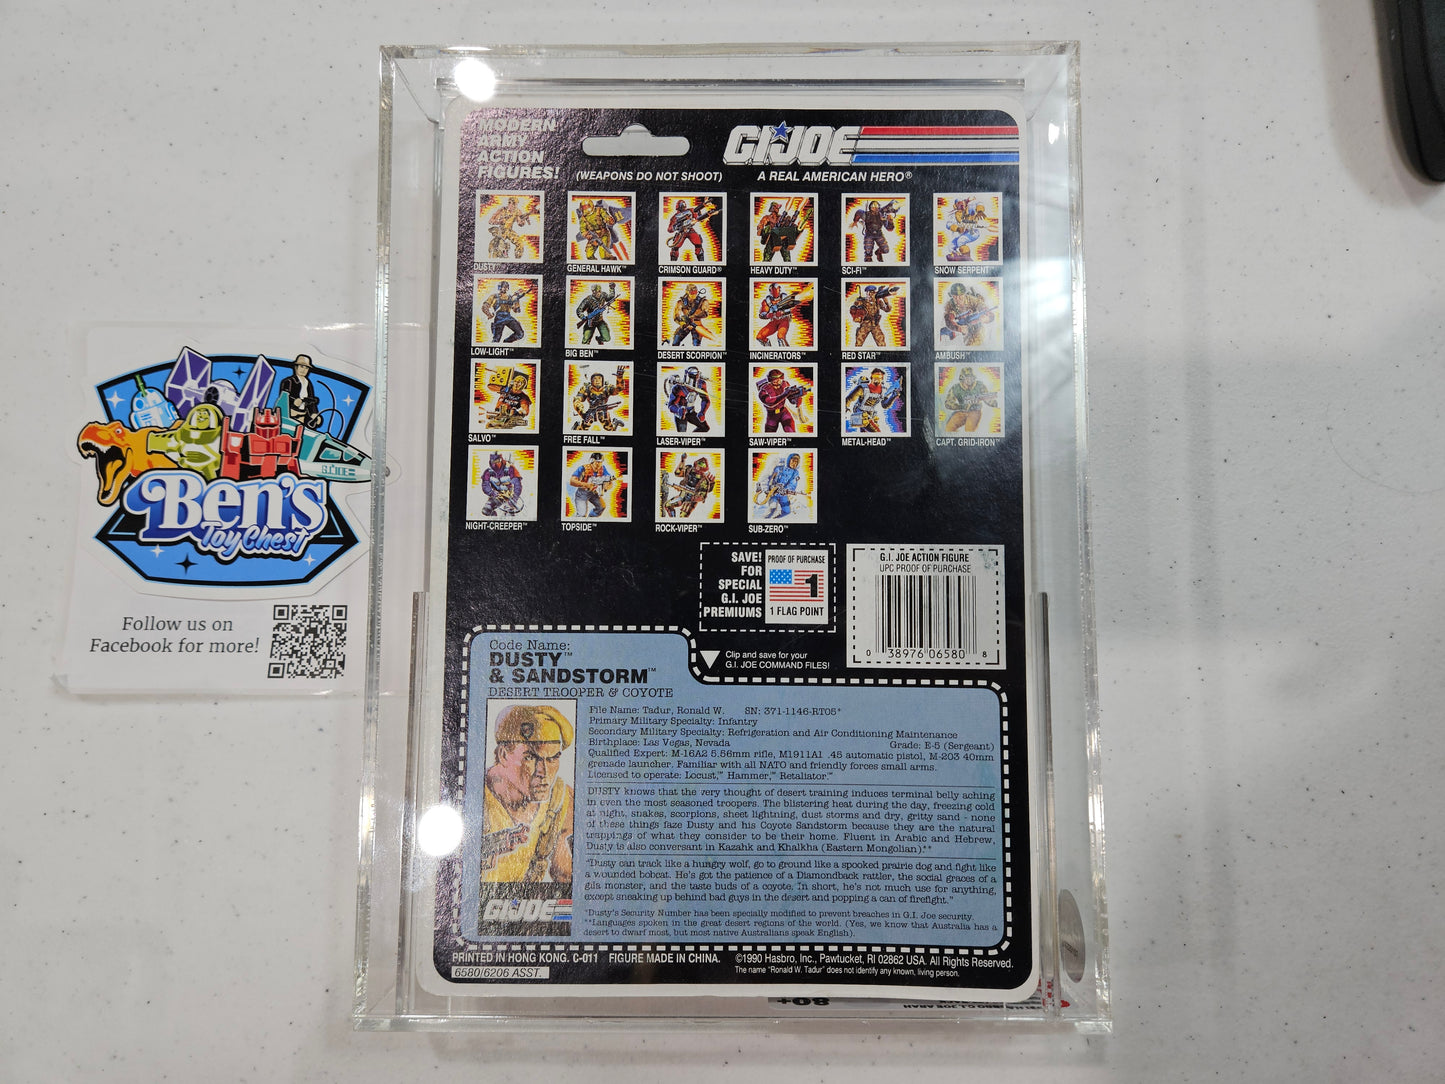 MODERN
ARMY
ACTION
FIGURES!
(WEAPONS DO NOT SHOOT)
GI JOE
A REAL AMERICAN HERO®
DUSTY™ GENERAL HAWK™ CRIMSON GUARD® HEAVY DUTY™ SCI-FI™ SNOW SERPENT™
LOW-LIGHT™ BIG BEN™ DESERT SCORPION™ INCINERATORS™ RED STAR™ AMBUSH™
SALVO™ FREE FALL™ LASER-VIPER™ SAW-VIPER™ METAL-HEAD™ CAPT. GRID-IRON™
NIGHT-CREEPER™ TOPSIDE™ ROCK-VIPER™ SUB-ZERO™
SAVE!
FOR
SPECIAL
G.I. JOE
PREMIUMS
PROOF OF PURCHASE
1
1 FLAG POINT
Clip and save for your
G.I. JOE COMMAND FILES!
G.I. JOE ACTION FIGURE
UPC PROOF OF PURCHASE
0 38976 06580 8
Code Name:
DUSTY™
& SANDSTORM™
DESERT TROOPER & COYOTE
File Name: Tadur, Ronald W. SN: 371-1146-RT05*
Primary Military Specialty: Infantry
Secondary Military Specialty: Refrigeration and Air Conditioning Maintenance
Birthplace: Las Vegas, Nevada Grade: E-5 (Sergeant)
Qualified Expert: M-16A2 5.56mm rifle, M1911A1 .45 automatic pistol, M-203 40mm
grenade launcher. Familiar with all NATO and friendly forces small arms.
Licensed to operate: Locust,™ Hammer,™ Retaliator.™
DUSTY knows that the very thought of desert training induces terminal belly aching
in even the most seasoned troopers. The blistering heat during the day, freezing cold
at night, snakes, scorpions, sheet lightning, dust storms and dry, gritty sand - none
of these things faze Dusty and his Coyote Sandstorm because they are the natural
trappings of what they consider to be their home. Fluent in Arabic and Hebrew,
Dusty is also conversant in Kazahk and Khalkha (Eastern Mongolian).**
"Dusty can track like a hungry wolf, go to ground like a spooked prairie dog and fight like
a wounded bobcat. He's got the patience of a Diamondback rattler, the social graces of a
gila monster, and the taste buds of a coyote. In short, he's not much use for anything,
except sneaking up behind bad guys in the desert and popping a can of firefight."
*Dusty's Security Number has been specially modified to prevent breaches in G.I. Joe security.
**Languages spoken in the great desert regions of the world. (Yes, we know that Australia has a
desert to dwarf most, but most native Australians speak English).
GI JOE
PRINTED IN HONG KONG. C-011 FIGURE MADE IN CHINA. ©1990 Hasbro, Inc., Pawtucket, RI 02862 USA. All Rights Reserved.
6580/6206 ASST. The name "Ronald W. Tadur" does not identify any known, living person.
80+
G.I. JOE
Ben's
Toy Chest
Follow us on
Facebook for more!